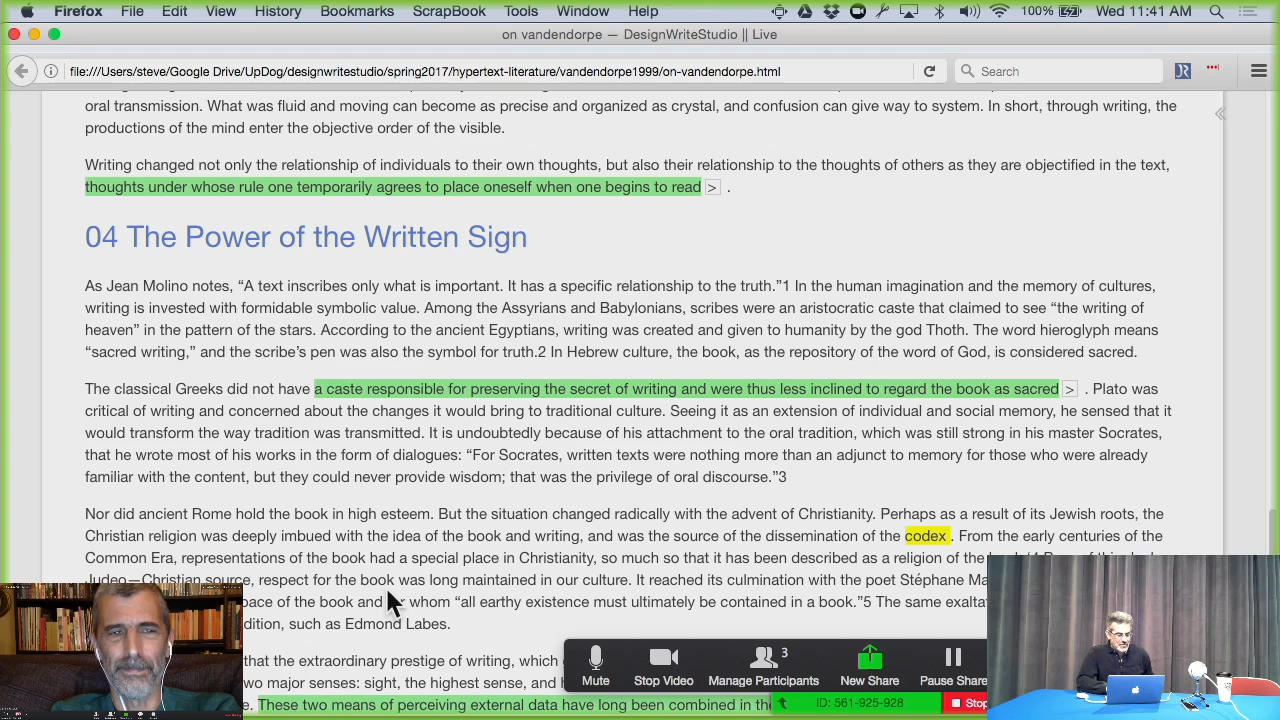 Firefox File Edit View History Bookmarks ScrapBook Tools Window Help 100% Wed 11:41 AM
on vandendorpe — DesignWriteStudio || Live
file:///Users/steve/Google Drive/UpDog/designwritestudio/spring2017/hypertext-literature/vandendorpe1999/on-vandendorpe.html Search
oral transmission. What was fluid and moving can become as precise and organized as crystal, and confusion can give way to system. In short, through writing, the
productions of the mind enter the objective order of the visible.
Writing changed not only the relationship of individuals to their own thoughts, but also their relationship to the thoughts of others as they are objectified in the text,
thoughts under whose rule one temporarily agrees to place oneself when one begins to read > .
04 The Power of the Written Sign
As Jean Molino notes, “A text inscribes only what is important. It has a specific relationship to the truth.”1 In the human imagination and the memory of cultures,
writing is invested with formidable symbolic value. Among the Assyrians and Babylonians, scribes were an aristocratic caste that claimed to see “the writing of
heaven” in the pattern of the stars. According to the ancient Egyptians, writing was created and given to humanity by the god Thoth. The word hieroglyph means
“sacred writing,” and the scribe’s pen was also the symbol for truth.2 In Hebrew culture, the book, as the repository of the word of God, is considered sacred.
The classical Greeks did not have a caste responsible for preserving the secret of writing and were thus less inclined to regard the book as sacred > . Plato was
critical of writing and concerned about the changes it would bring to traditional culture. Seeing it as an extension of individual and social memory, he sensed that it
would transform the way tradition was transmitted. It is undoubtedly because of his attachment to the oral tradition, which was still strong in his master Socrates,
that he wrote most of his works in the form of dialogues: “For Socrates, written texts were nothing more than an adjunct to memory for those who were already
familiar with the content, but they could never provide wisdom; that was the privilege of oral discourse.”3
Nor did ancient Rome hold the book in high esteem. But the situation changed radically with the advent of Christianity. Perhaps as a result of its Jewish roots, the
Christian religion was deeply imbued with the idea of the book and writing, and was the source of the dissemination of the codex . From the early centuries of the
Common Era, representations of the book had a special place in Christianity, so much so that it has been described as a religion of the
Judeo—Christian source, respect for the book was long maintained in our culture. It reached its culmination with the poet Stéphane
pace of the book and whom “all earthy existence must ultimately be contained in a book.”5 The same
dition, such as Edmond Labes.
that the extraordinary prestige of writing, which
two major senses: sight, the highest sense, and
These two means of perceiving external data have long been combined in the
Mute Stop Video Manage Participants 3 New Share Pause Share
ID: 561-925-928 Stop